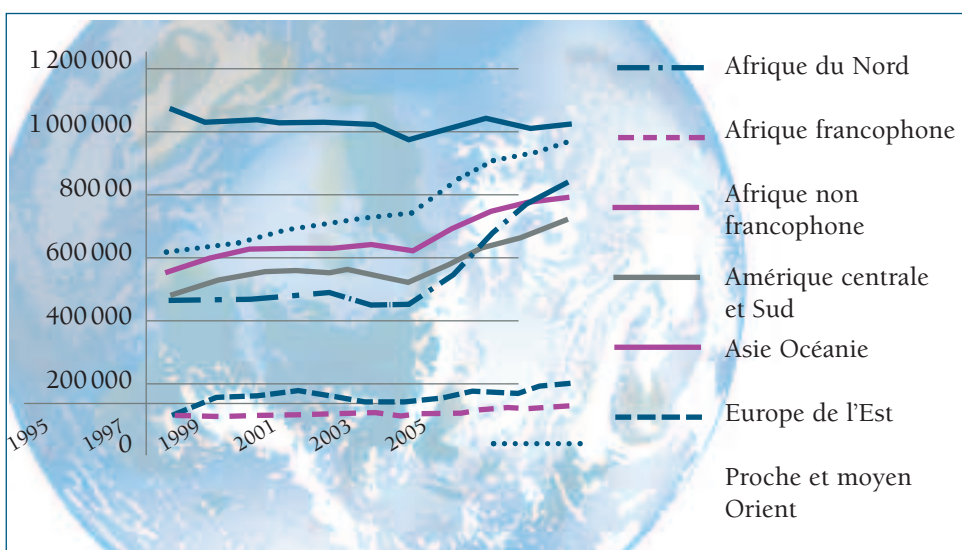 1 200 000
1 000 000
800 000
600 000
400 000
200 000
0
1995
1997
1999
2001
2003
2005
Afrique du Nord
Afrique francophone
Afrique non
francophone
Amérique centrale
et Sud
Asie Océanie
Europe de l'Est
Proche et moyen
Orient